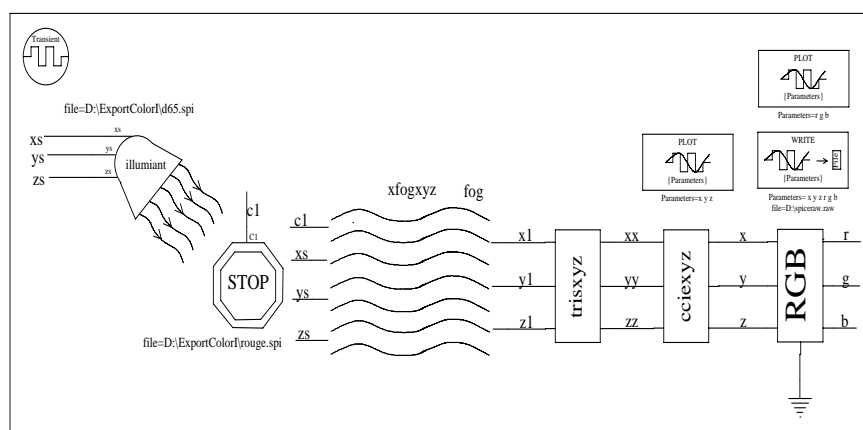 Transient
file=D:\ExportColorI\d65.spi
xs
xs
ys
ys
zs
zs
illumiant
c1
C1
STOP
file=D:\ExportColorI\rouge.spi
xfogxyz
fog
c1
xs
ys
zs
x1
y1
z1
trisxyz
xx
yy
zz
cciexyz
x
y
z
RGB
r
g
b
PLOT
{Parameters}
Parameters=x y z
PLOT
{Parameters}
Parameters=r g b
WRITE
File
{Parameters}
Parameters= x y z r g b
file=D:\spiceraw.raw